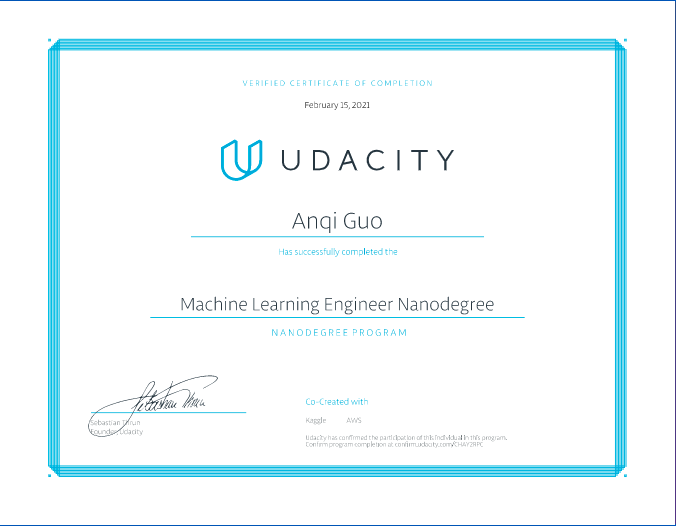 VERIFIED CERTIFICATE OF COMPLETION
February 15, 2021
UDACITY
Anqi Guo
Has successfully completed the
Machine Learning Engineer Nanodegree
NANODEGREE PROGRAM
Co-Created with
Sebastian Thrun
Founder, Udacity
Kaggle AWS
Udacity has confirmed the participation of this individual in this program.
Confirm program completion at confirm.udacity.com/